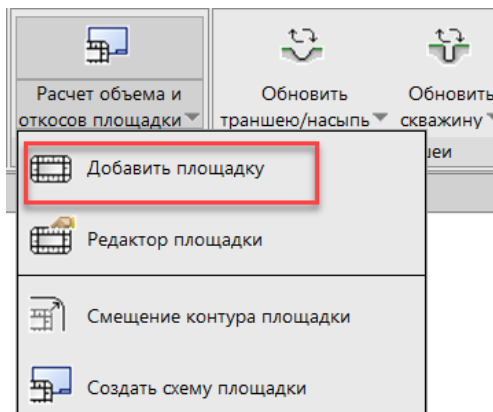 Расчет объема и
откосов площадки
Обновить
траншею/насыпь
Обновить
скважину
Добавить площадку
Редактор площадки
Смещение контура площадки
Создать схему площадки